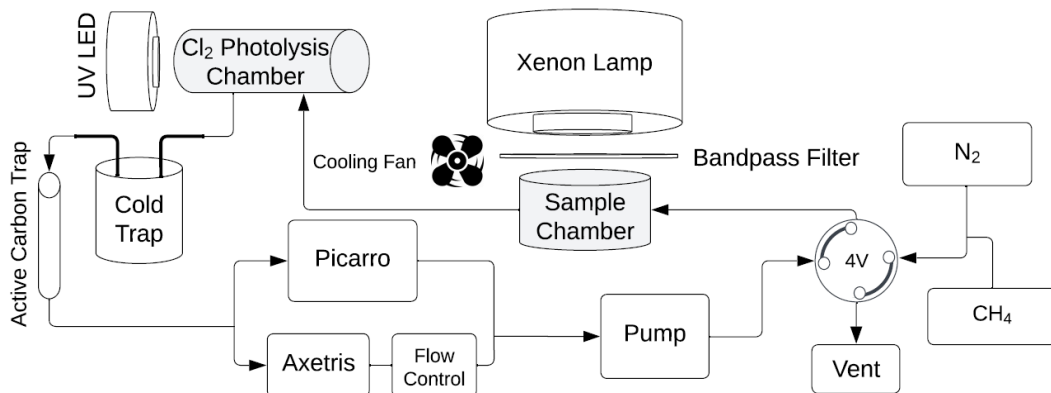 UV LED
Cl₂ Photolysis
Chamber
Xenon Lamp
Cooling Fan
Bandpass Filter
N₂
Active Carbon Trap
Cold
Trap
Sample
Chamber
Picarro
4V
CH₄
Axetris
Flow
Control
Pump
Vent